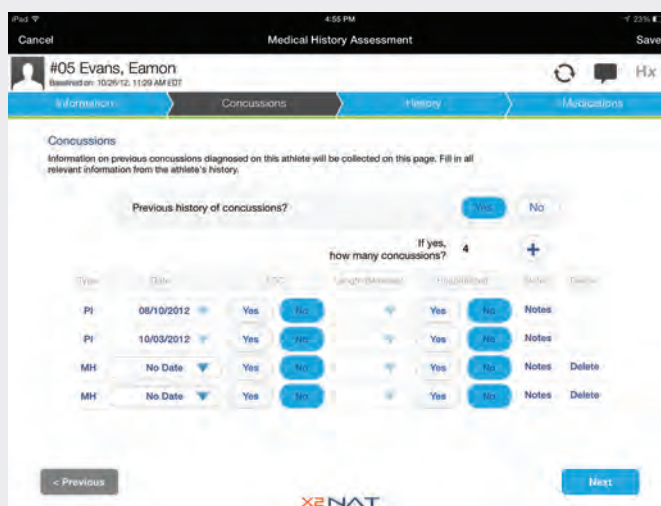 iPad 4:55 PM 23%
Cancel Medical History Assessment Save
#05 Evans, Eamon
Baselined on: 10/26/12, 11:29 AM EDT Hx
Information Concussions History Medications
Concussions
Information on previous concussions diagnosed on this athlete will be collected on this page. Fill in all
relevant information from the athlete's history.
Previous history of concussions? Yes No
If yes,
how many concussions? 4 +
Type Date LOC Hospitalized Notes Delete
PI 08/10/2012 Yes No Yes No Notes
PI 10/03/2012 Yes No Yes No Notes
MH No Date Yes No Yes No Notes Delete
MH No Date Yes No Yes No Notes Delete
< Previous Next
X2NAT